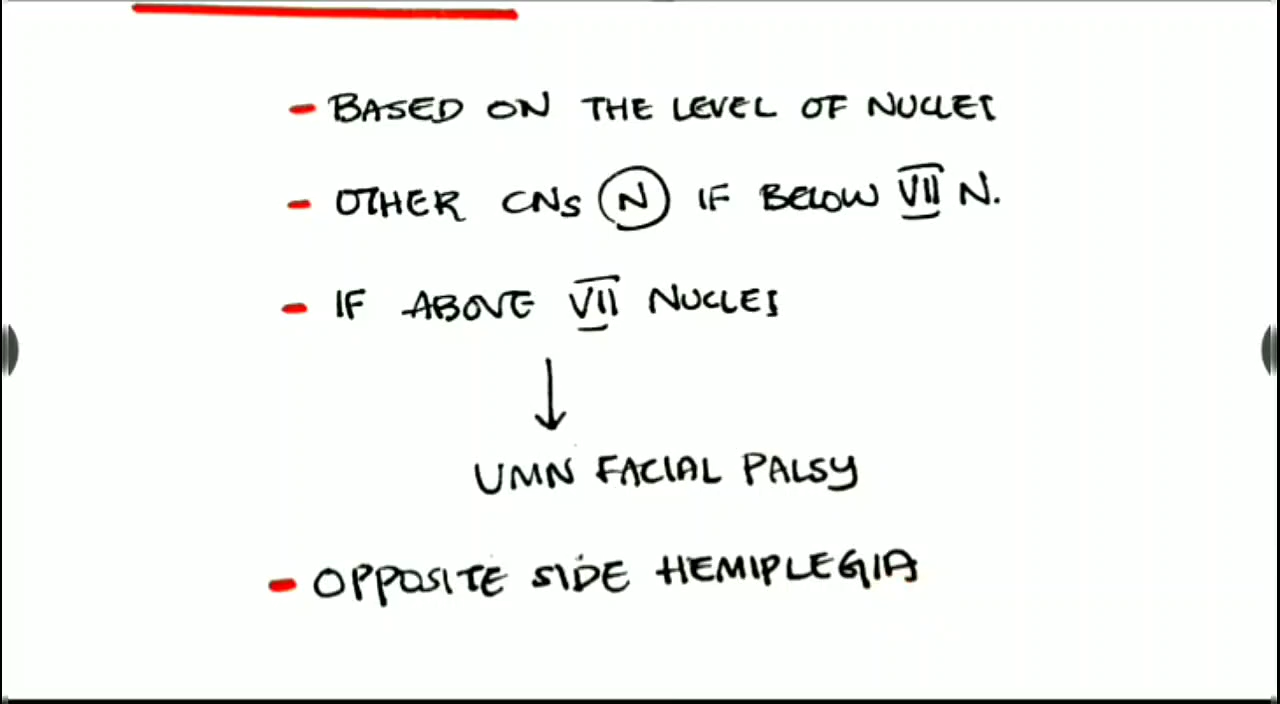 - BASED ON THE LEVEL OF NUCLEI
- OTHER CNS (N) IF BELOW VII N.
- IF ABOVE VII NUCLEI
↓
UMN FACIAL PALSY
- OPPOSITE SIDE HEMIPLEGIA